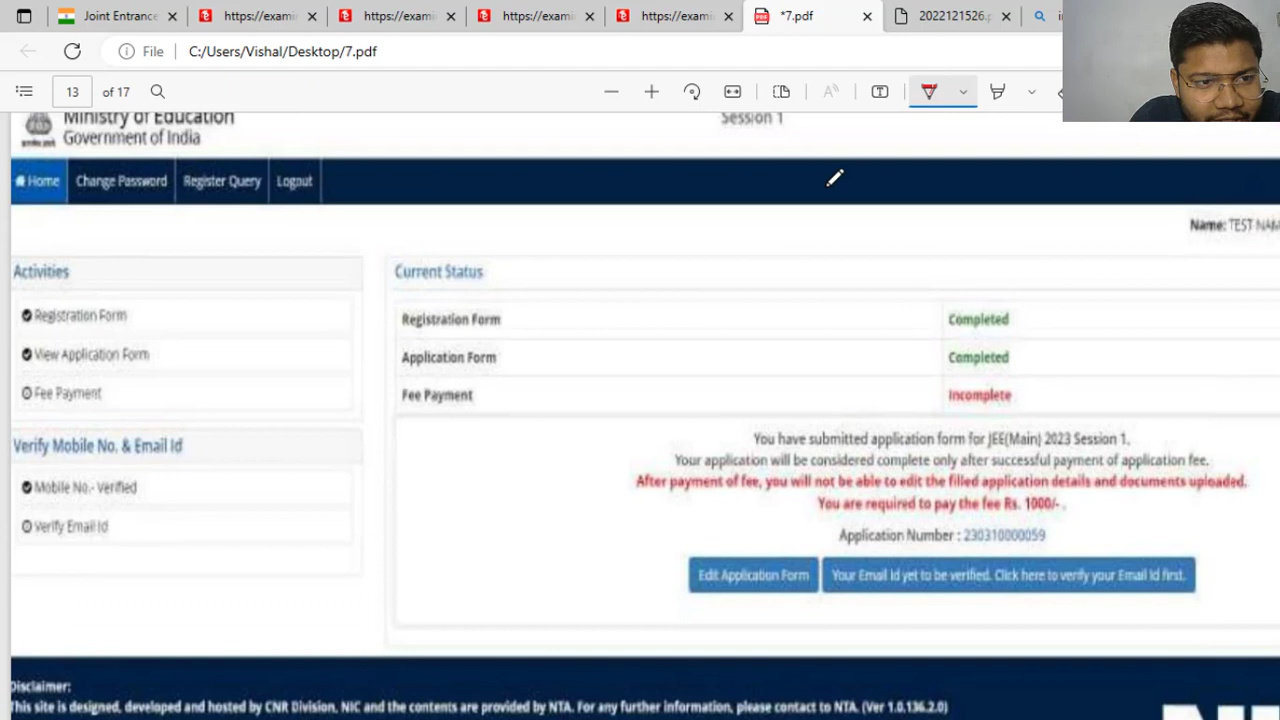 Joint Entrance
https://exami
https://exami
https://exami
https://exami
*7.pdf
2022121526.p
File C:/Users/Vishal/Desktop/7.pdf
13 of 17
Ministry of Education
Government of India
Session 1
Home Change Password Register Query Logout
Name: TEST NAM
Activities
Registration Form
View Application Form
Fee Payment
Verify Mobile No. & Email Id
Mobile No.- Verified
Verify Email Id
Current Status
Registration Form Completed
Application Form Completed
Fee Payment Incomplete
You have submitted application form for JEE(Main) 2023 Session 1.
Your application will be considered complete only after successful payment of application fee.
After payment of fee, you will not be able to edit the filled application details and documents uploaded.
You are required to pay the fee Rs. 1000/- .
Application Number : 230310000059
Edit Application Form Your Email Id yet to be verified. Click here to verify your Email Id first.
Disclaimer:
This site is designed, developed and hosted by CNR Division, NIC and the contents are provided by NTA. For any further information, please contact to NTA. (Ver 1.0.136.2.0)